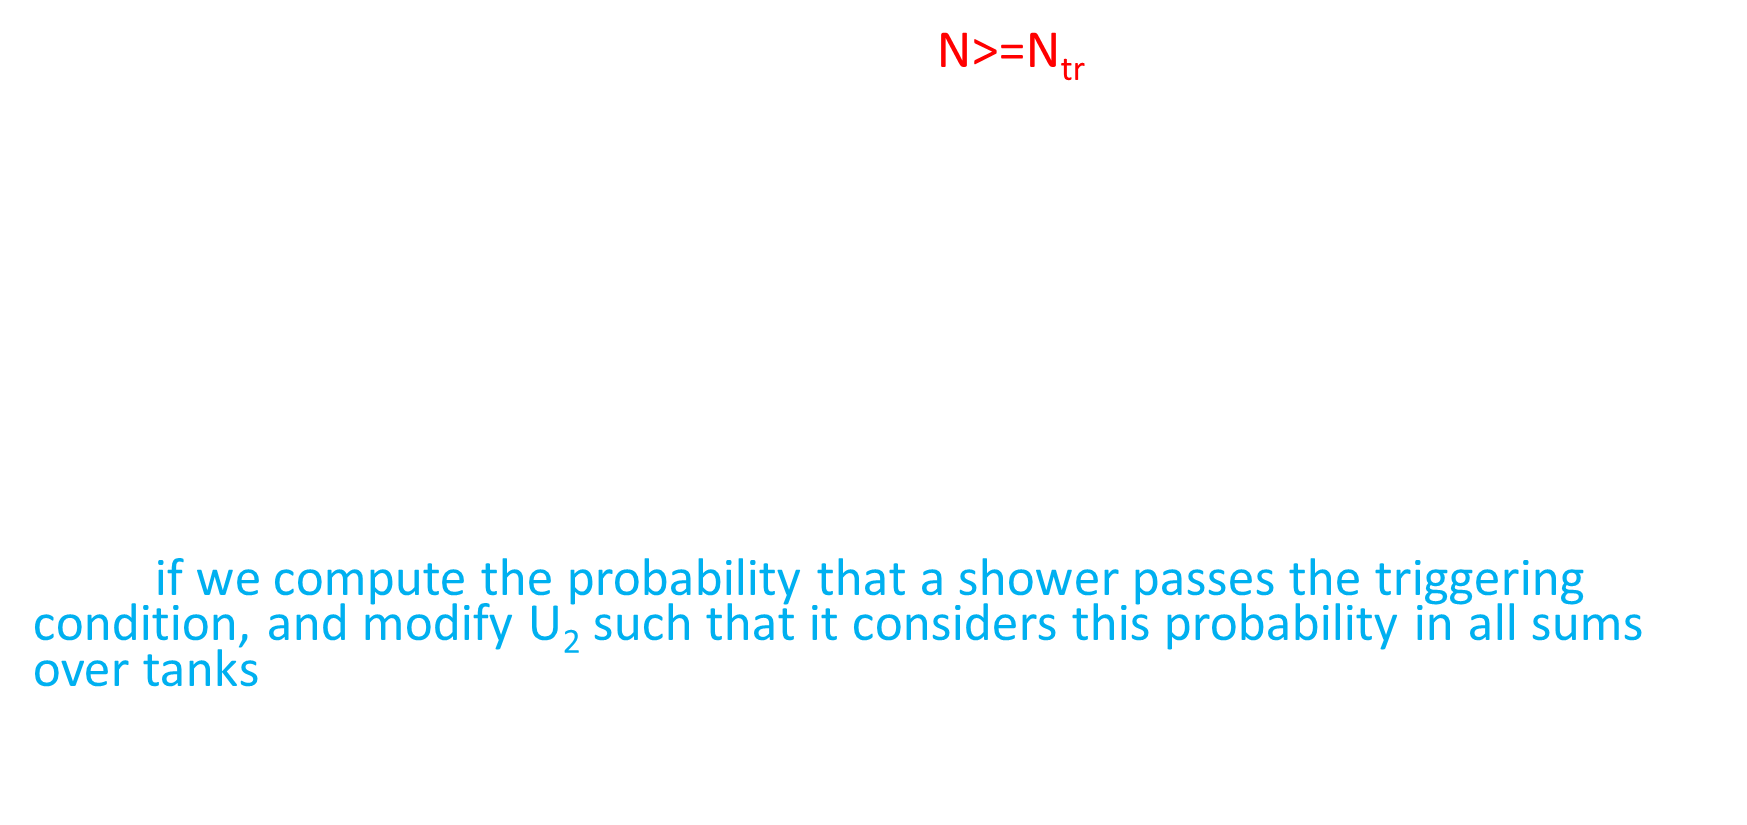 N>=Ntr
if we compute the probability that a shower passes the triggering
condition, and modify U2 such that it considers this probability in all sums
over tanks